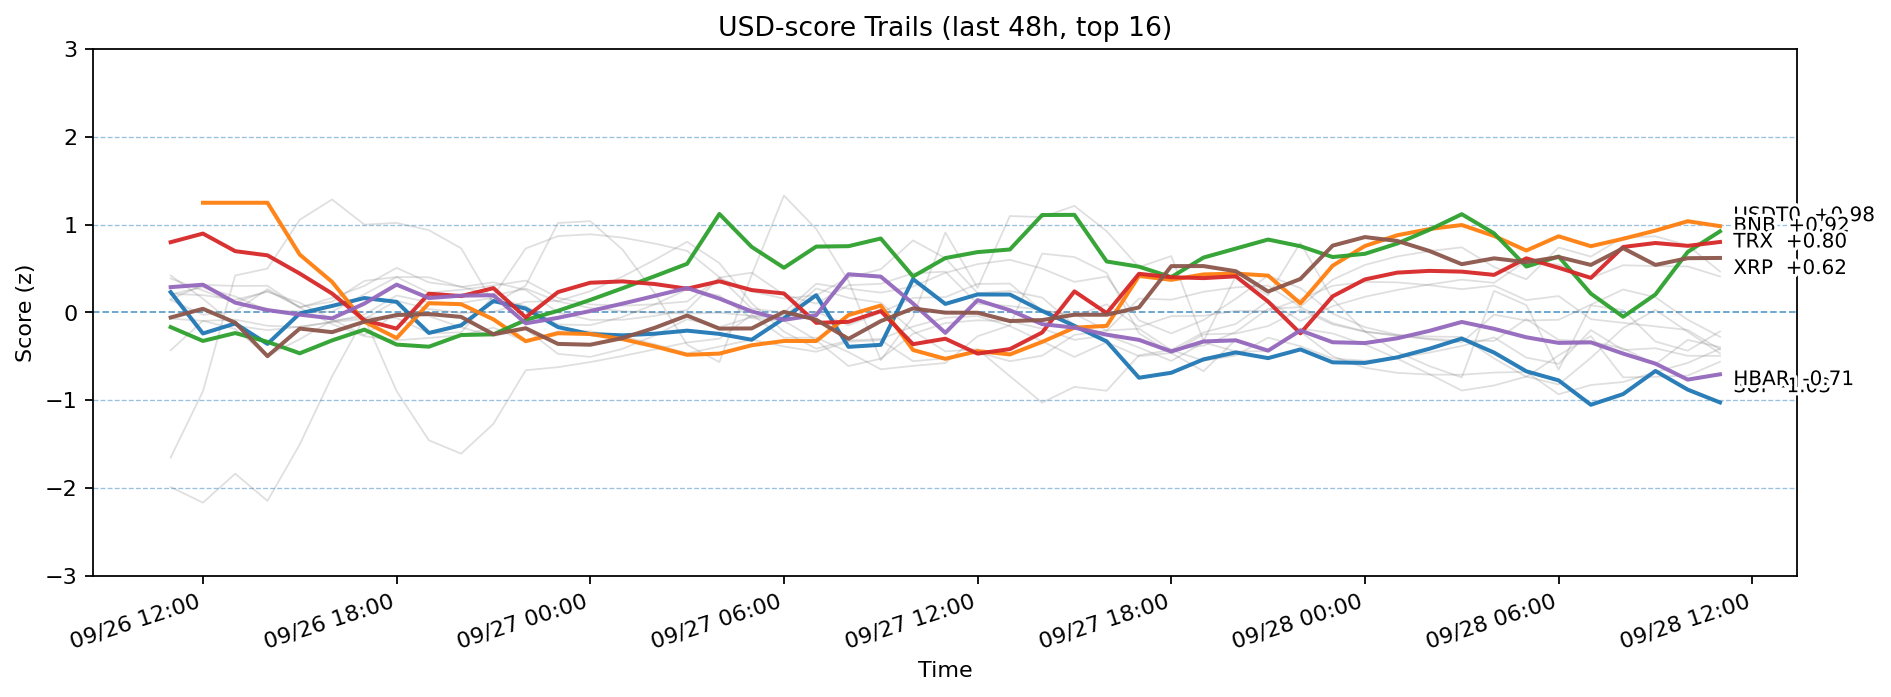 USD-score Trails (last 48h, top 16)
Score (z)
3
2
1
0
−1
−2
−3
USDT0 +0.98
BNB +0.92
TRX +0.80
XRP +0.62
HBAR -0.71
-1.03
09/26 12:00
09/26 18:00
09/27 00:00
09/27 06:00
09/27 12:00
09/27 18:00
09/28 00:00
09/28 06:00
09/28 12:00
Time